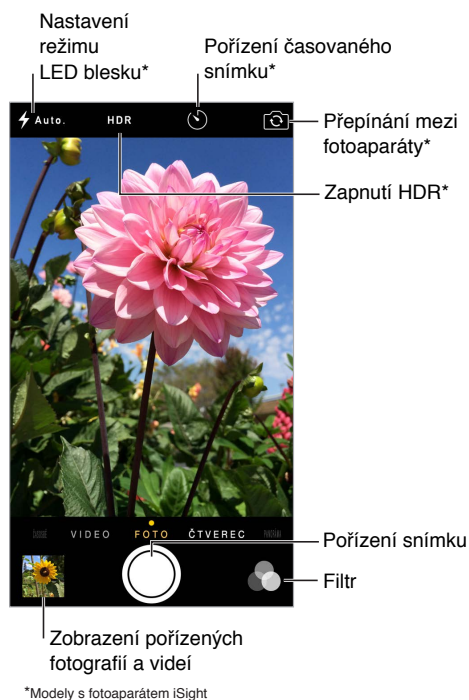 Nastavení
režimu
LED blesku*
Pořízení časovaného
snímku*
Auto.
HDR
Přepínání mezi
fotoaparáty*
Zapnutí HDR*
VIDEO FOTO ČTVEREC
Pořízení snímku
Filtr
Zobrazení pořízených
fotografií a videí
*Modely s fotoaparátem iSight